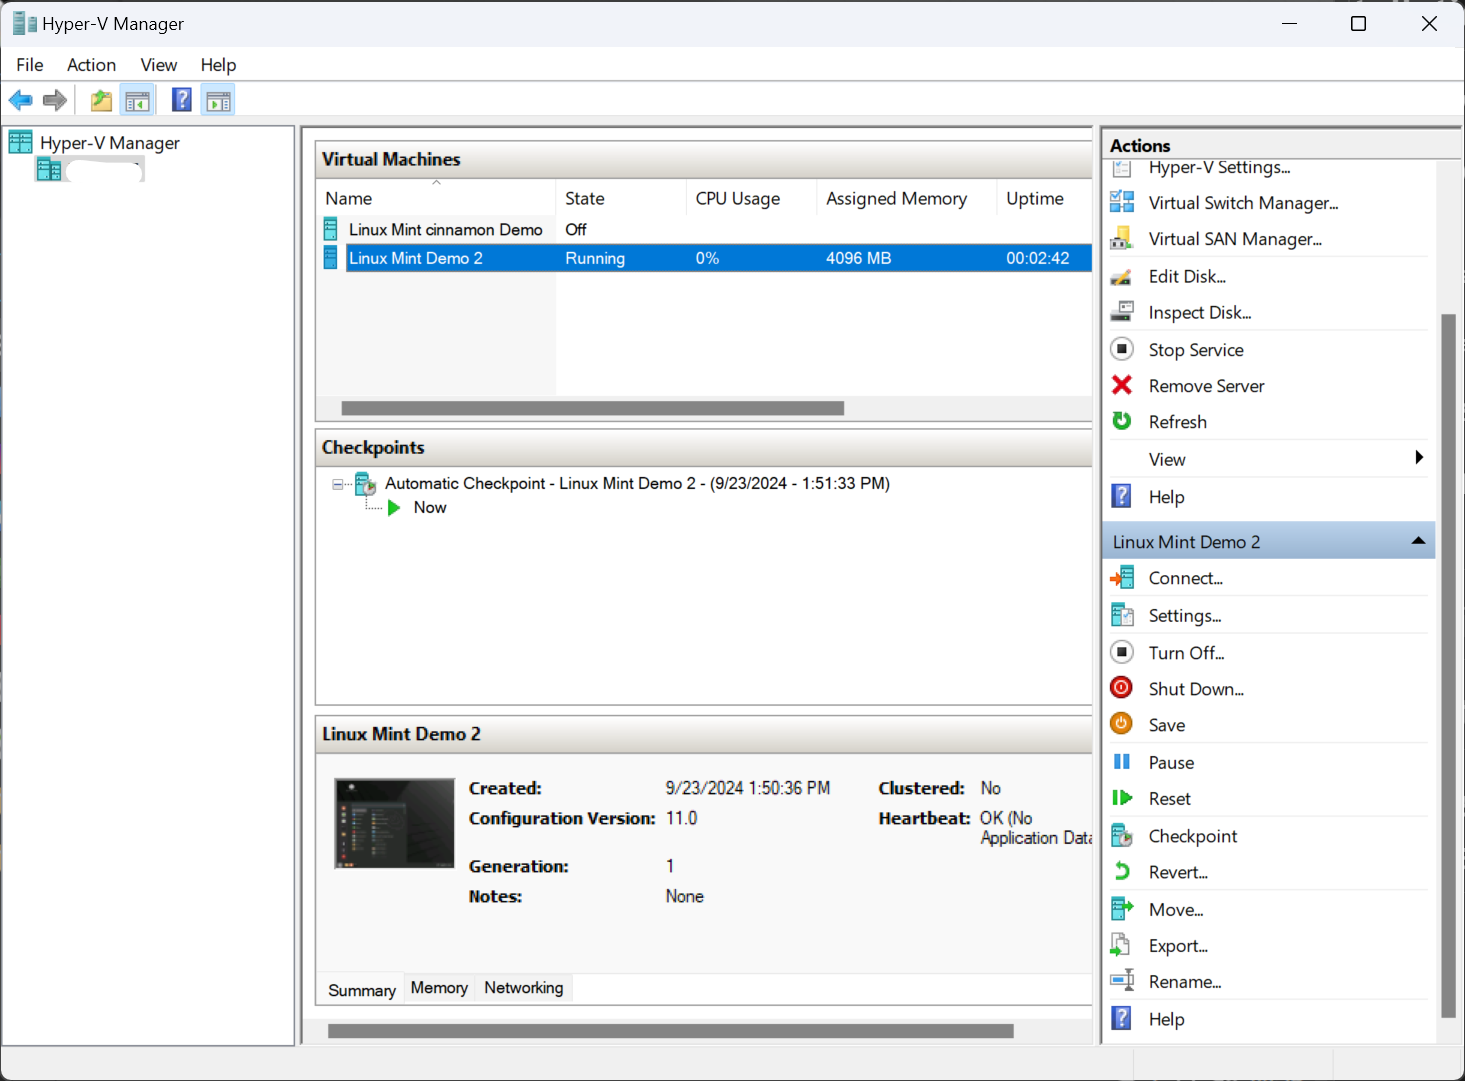 Hyper-V Manager
File Action View Help
Hyper-V Manager
Virtual Machines
Name State CPU Usage Assigned Memory Uptime
Linux Mint cinnamon Demo Off
Linux Mint Demo 2 Running 0% 4096 MB 00:02:42
Checkpoints
Automatic Checkpoint - Linux Mint Demo 2 - (9/23/2024 - 1:51:33 PM)
Now
Linux Mint Demo 2
Created: 9/23/2024 1:50:36 PM Clustered: No
Configuration Version: 11.0 Heartbeat: OK (No
Application Data
Generation: 1
Notes: None
Summary Memory Networking
Actions
Hyper-V Settings...
Virtual Switch Manager...
Virtual SAN Manager...
Edit Disk...
Inspect Disk...
Stop Service
Remove Server
Refresh
View
Help
Linux Mint Demo 2
Connect...
Settings...
Turn Off...
Shut Down...
Save
Pause
Reset
Checkpoint
Revert...
Move...
Export...
Rename...
Help